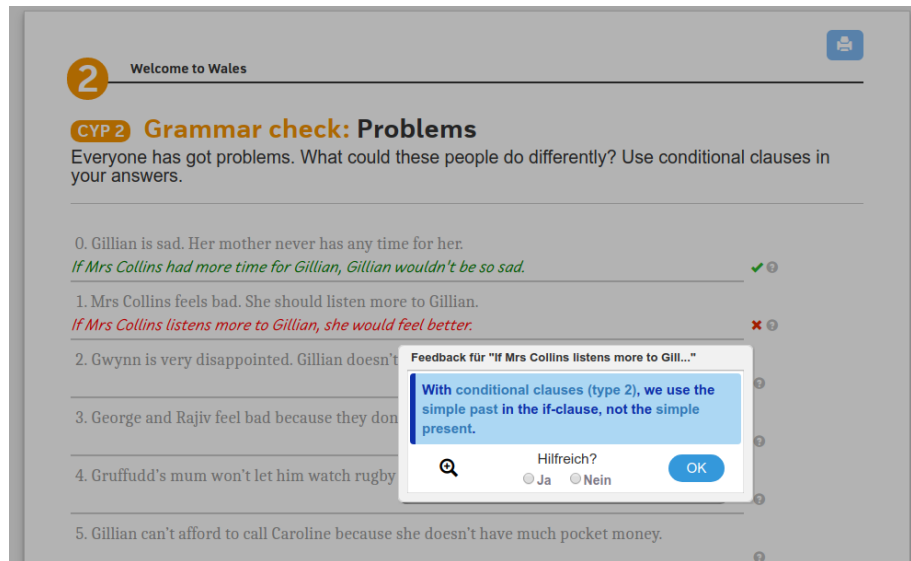 2
Welcome to Wales
CYP 2 Grammar check: Problems
Everyone has got problems. What could these people do differently? Use conditional clauses in
your answers.
0. Gillian is sad. Her mother never has any time for her.
If Mrs Collins had more time for Gillian, Gillian wouldn't be so sad.
1. Mrs Collins feels bad. She should listen more to Gillian.
If Mrs Collins listens more to Gillian, she would feel better.
2. Gwynn is very disappointed. Gillian doesn't
Feedback für "If Mrs Collins listens more to Gill..."
With conditional clauses (type 2), we use the
simple past in the if-clause, not the simple
present.
Hilfreich?
Ja Nein
OK
3. George and Rajiv feel bad because they don
4. Gruffudd's mum won't let him watch rugby
5. Gillian can't afford to call Caroline because she doesn't have much pocket money.